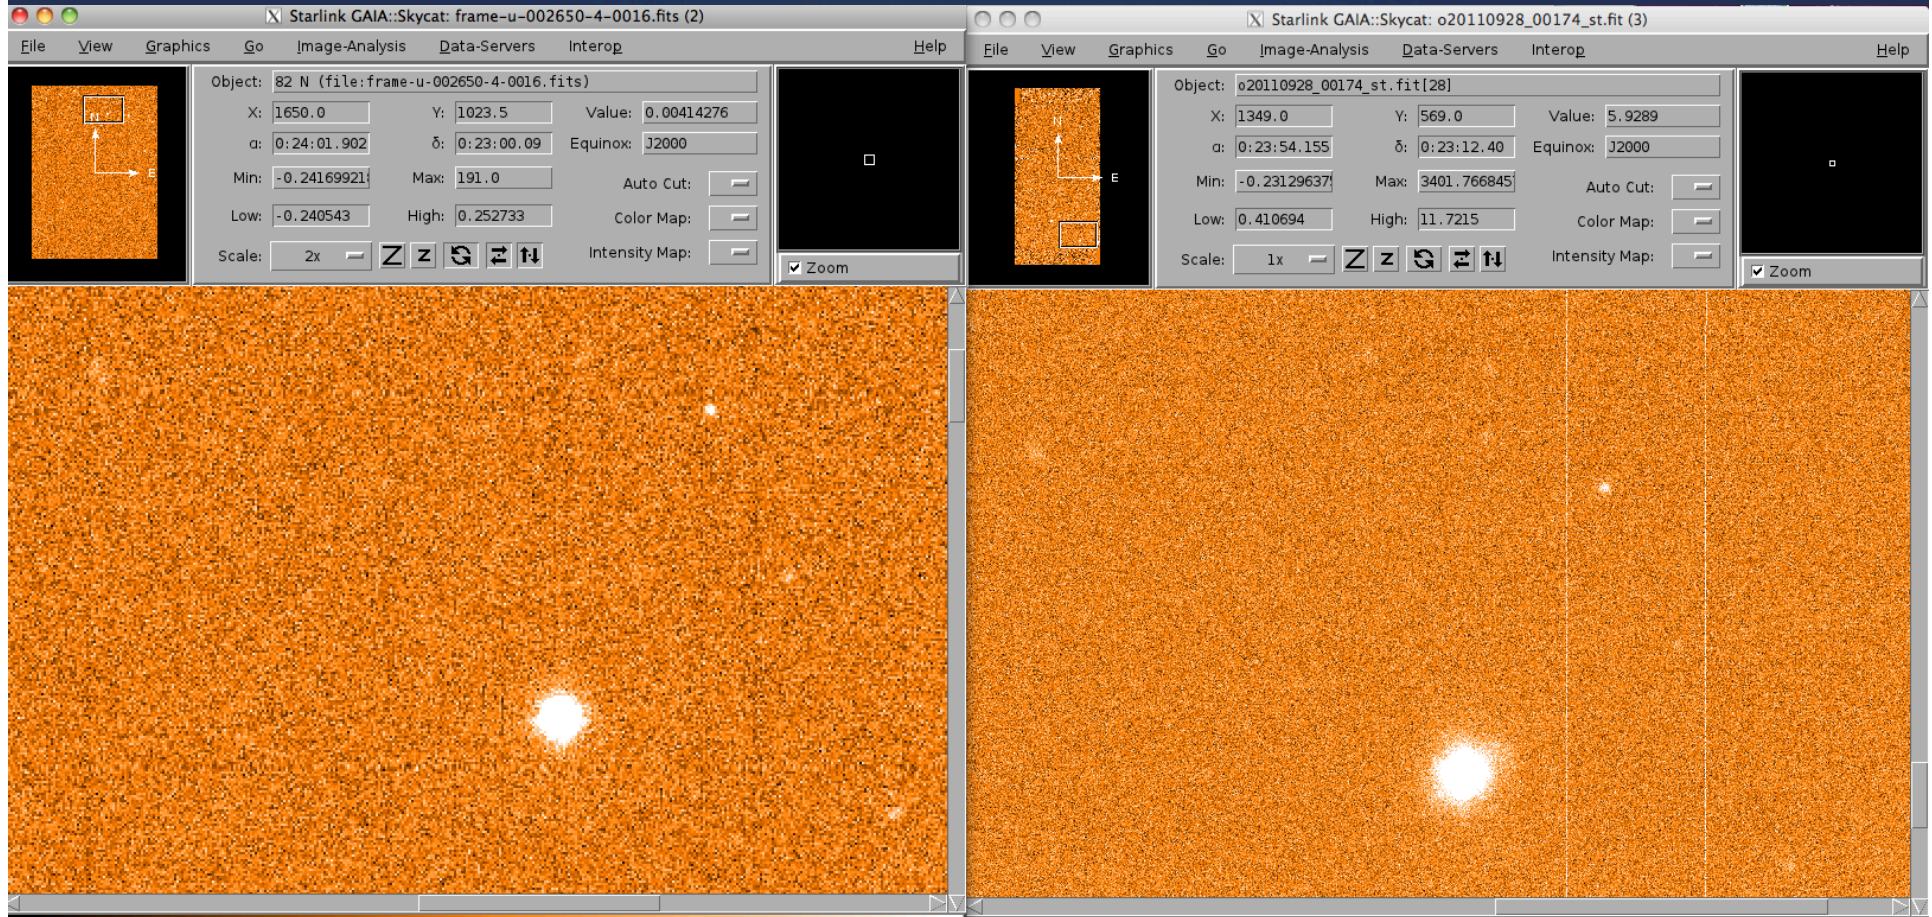 Starlink GAIA::Skycat: frame-u-002650-4-0016.fits (2)
File View Graphics Go Image-Analysis Data-Servers Interop Help
Object: 82 N (file:frame-u-002650-4-0016.fits)
X: 1650.0 Y: 1023.5 Value: 0.00414276
α: 0:24:01.902 δ: 0:23:00.09 Equinox: J2000
Min: -0.24169921 Max: 191.0 Auto Cut:
Low: -0.240543 High: 0.252733 Color Map:
Scale: 2x Z z Intensity Map:
Zoom
N
E
Starlink GAIA::Skycat: o20110928_00174_st.fit (3)
File View Graphics Go Image-Analysis Data-Servers Interop Help
Object: o20110928_00174_st.fit[28]
X: 1349.0 Y: 569.0 Value: 5.9289
α: 0:23:54.155 δ: 0:23:12.40 Equinox: J2000
Min: -0.23129637 Max: 3401.766845 Auto Cut:
Low: 0.410694 High: 11.7215 Color Map:
Scale: 1x Z z Intensity Map:
Zoom
N
E